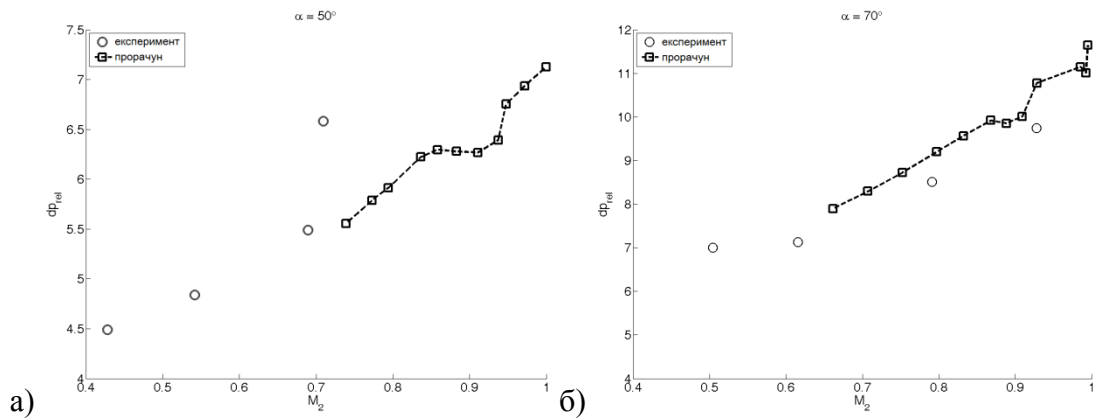 α = 50°
7.5
7
6.5
6
5.5
5
4.5
4
dp_rel
експеримент
прорачун
0.4 0.5 0.6 0.7 0.8 0.9 1
M_2
а)
α = 70°
12
11
10
9
8
7
6
5
4
dp_rel
експеримент
прорачун
0.4 0.5 0.6 0.7 0.8 0.9 1
M_2
б)